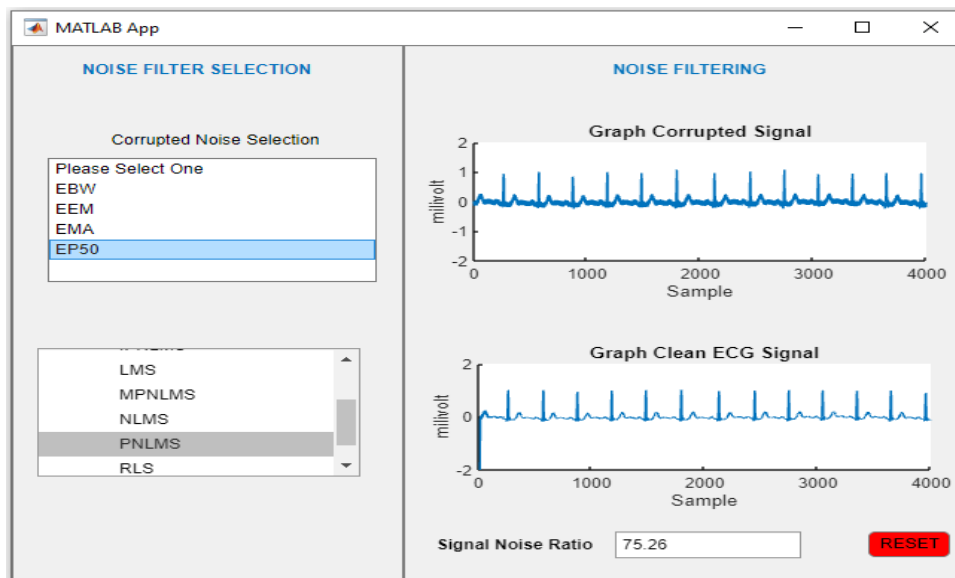 MATLAB App
NOISE FILTER SELECTION
Corrupted Noise Selection
Please Select One
EBW
EEM
EMA
EP50
LMS
MPNLMS
NLMS
PNLMS
RLS
NOISE FILTERING
Graph Corrupted Signal
2
1
0
-1
-2
milivolt
0 1000 2000 3000 4000
Sample
Graph Clean ECG Signal
2
0
-2
milivolt
0 1000 2000 3000 4000
Sample
Signal Noise Ratio 75.26 RESET